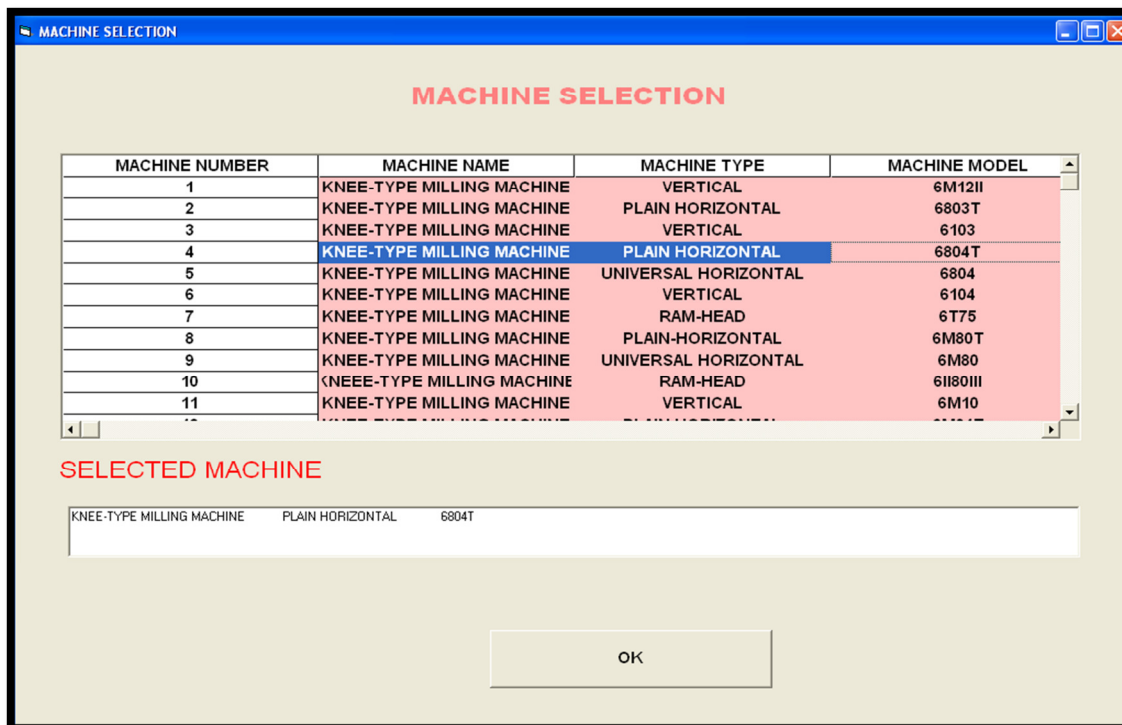 MACHINE SELECTION
MACHINE SELECTION
MACHINE NUMBER MACHINE NAME MACHINE TYPE MACHINE MODEL
1 KNEE-TYPE MILLING MACHINE VERTICAL 6M12II
2 KNEE-TYPE MILLING MACHINE PLAIN HORIZONTAL 6803T
3 KNEE-TYPE MILLING MACHINE VERTICAL 6103
4 KNEE-TYPE MILLING MACHINE PLAIN HORIZONTAL 6804T
5 KNEE-TYPE MILLING MACHINE UNIVERSAL HORIZONTAL 6804
6 KNEE-TYPE MILLING MACHINE VERTICAL 6104
7 KNEE-TYPE MILLING MACHINE RAM-HEAD 6T75
8 KNEE-TYPE MILLING MACHINE PLAIN-HORIZONTAL 6M80T
9 KNEE-TYPE MILLING MACHINE UNIVERSAL HORIZONTAL 6M80
10 KNEEE-TYPE MILLING MACHINE RAM-HEAD 6II80III
11 KNEE-TYPE MILLING MACHINE VERTICAL 6M10
SELECTED MACHINE
KNEE-TYPE MILLING MACHINE PLAIN HORIZONTAL 6804T
OK